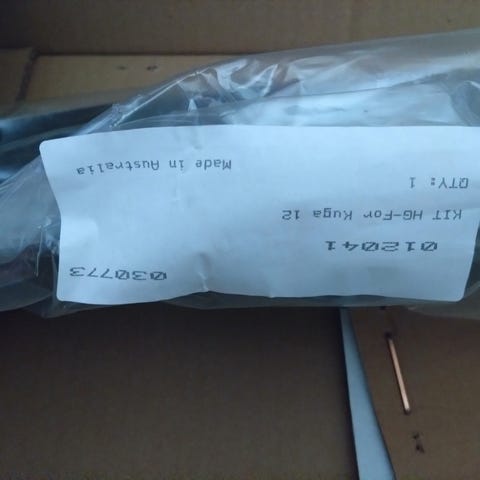 012041
030773
KIT HG-For Kuga 12
QTY: 1
Made in Australia